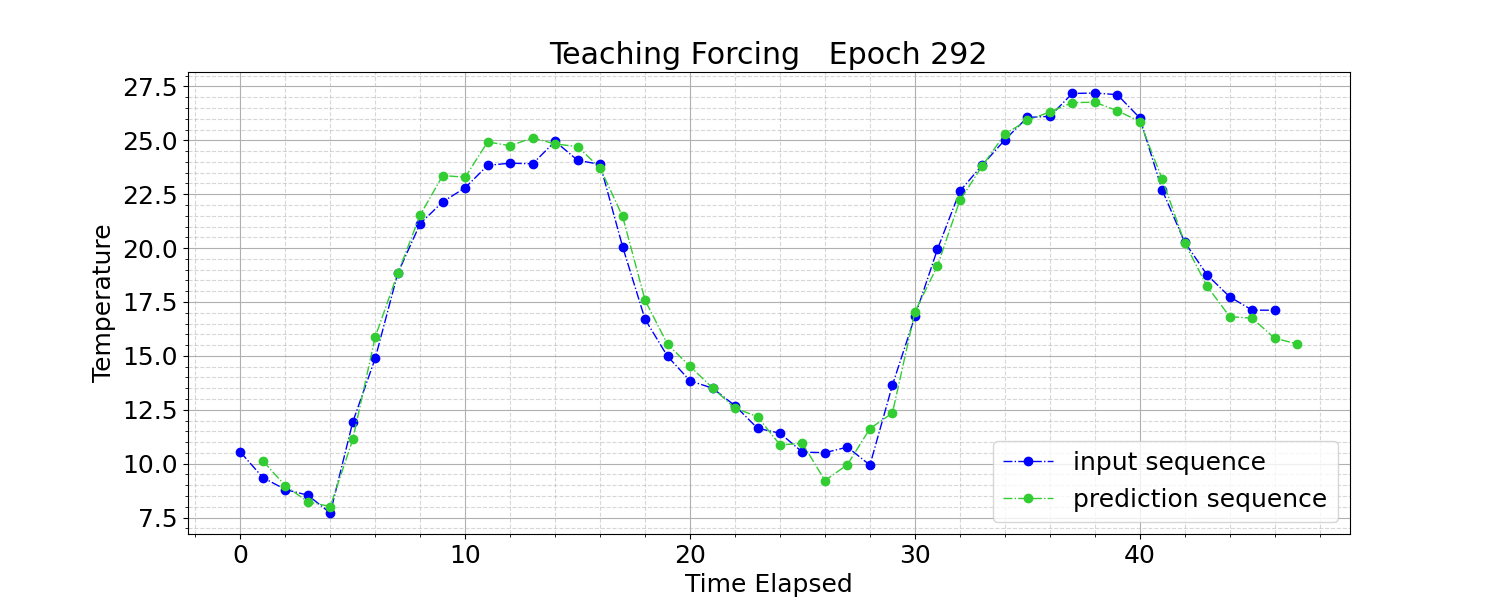 Teaching Forcing   Epoch 292
27.5
25.0
22.5
20.0
17.5
15.0
12.5
10.0
7.5
Temperature
input sequence
prediction sequence
0 10 20 30 40
Time Elapsed